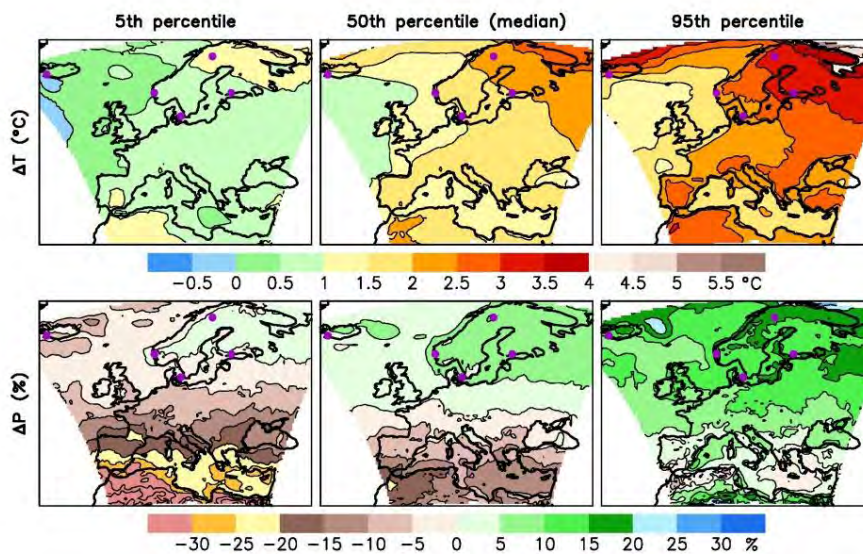 5th percentile 50th percentile (median) 95th percentile
ΔT (°C)
-0.5 0 0.5 1 1.5 2 2.5 3 3.5 4 4.5 5 5.5 °C
ΔP (%)
-30 -25 -20 -15 -10 -5 0 5 10 15 20 25 30 %